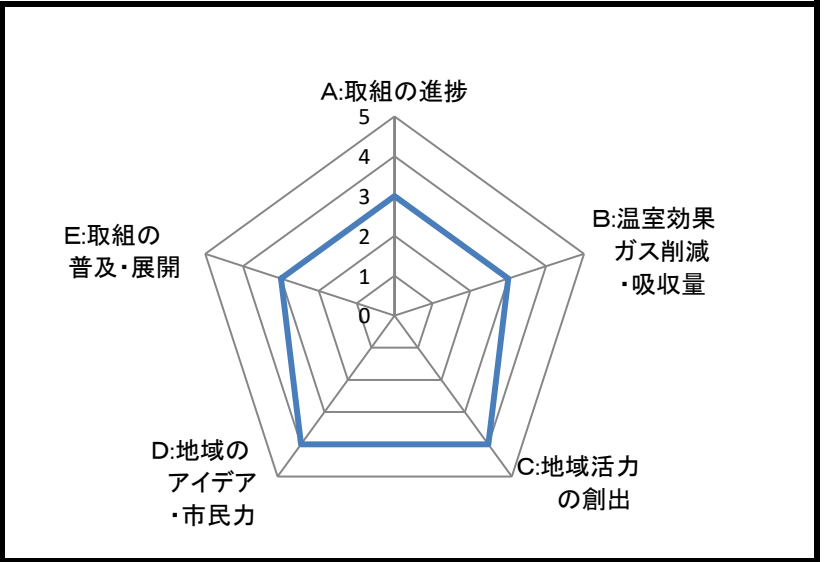 A:取組の進捗
5
4
3
2
1
0
B:温室効果
ガス削減
・吸収量
C:地域活力
の創出
D:地域の
アイデア
・市民力
E:取組の
普及・展開